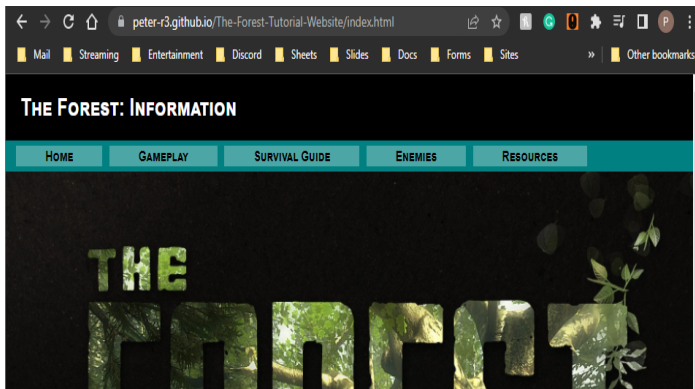 peter-r3.github.io/The-Forest-Tutorial-Website/index.html
P
Mail Streaming Entertainment Discord Sheets Slides Docs Forms Sites » Other bookmarks
The Forest: Information
Home Gameplay Survival Guide Enemies Resources
THE
FOREST